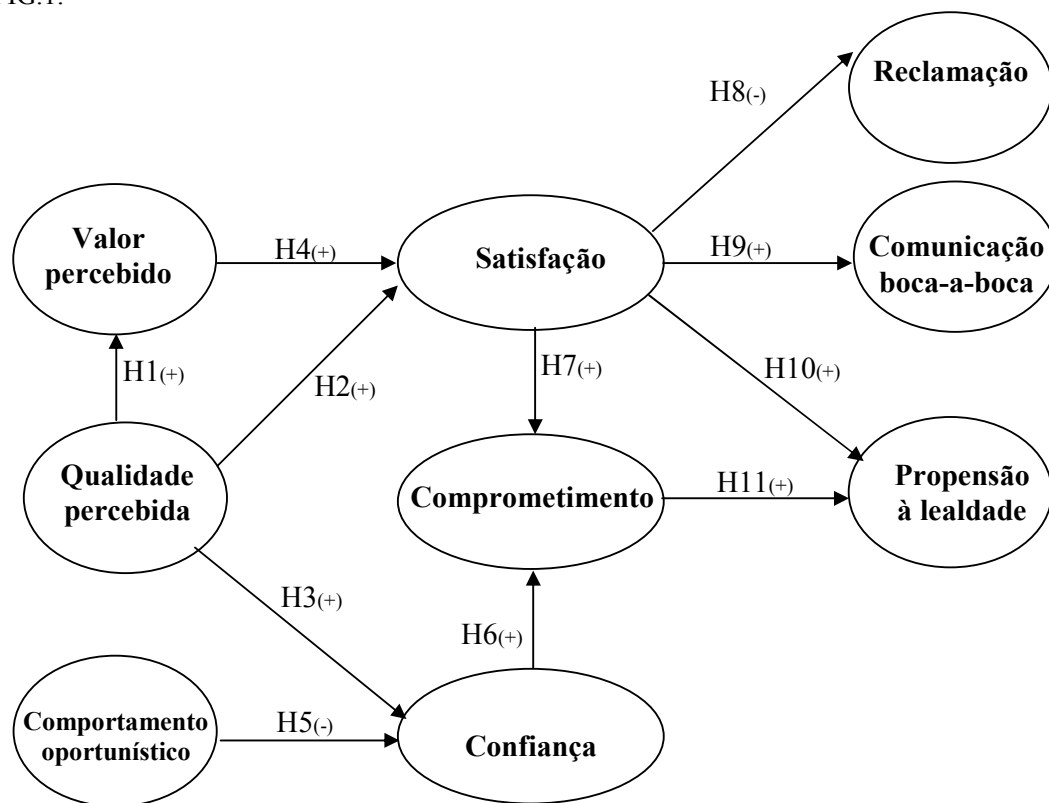 FIG.1.
Reclamação
H8(-)
Valor
percebido
H4(+)
Satisfação
H9(+)
Comunicação
boca-a-boca
H1(+)
H2(+)
H7(+)
H10(+)
Qualidade
percebida
Comprometimento
H11(+)
Propensão
à lealdade
H3(+)
H6(+)
Comportamento
oportunístico
H5(-)
Confiança